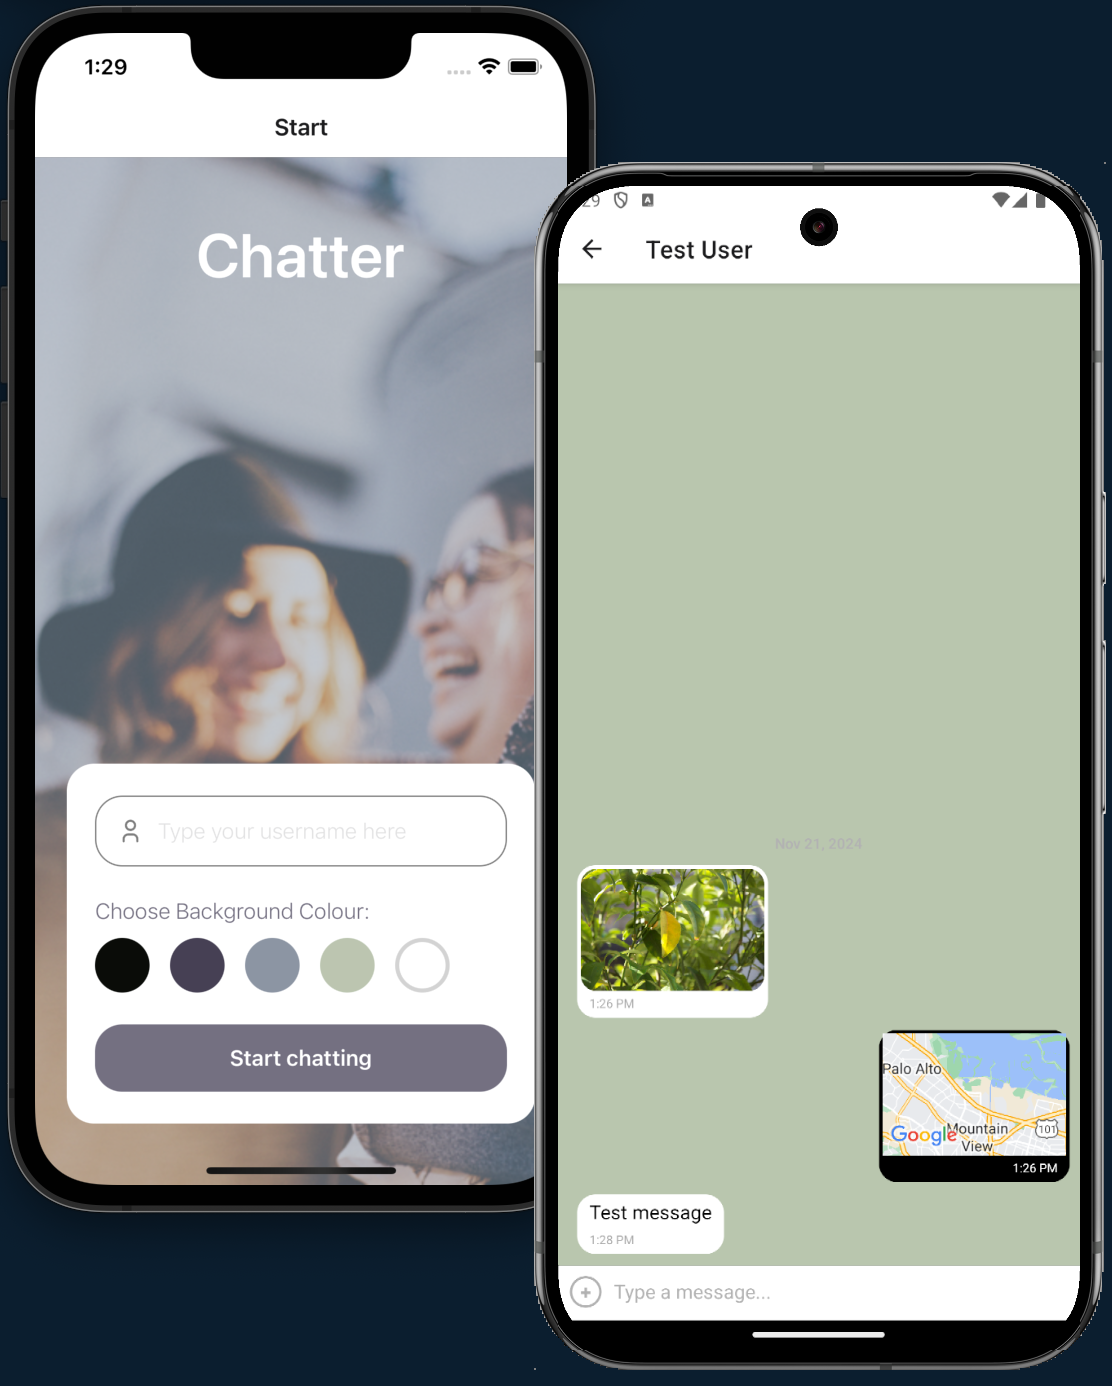 1:29
Start
Chatter
Type your username here
Choose Background Colour:
Start chatting
29
Test User
Nov 21, 2024
1:26 PM
Palo Alto
Google
Mountain
View
101
1:26 PM
Test message
1:28 PM
Type a message...